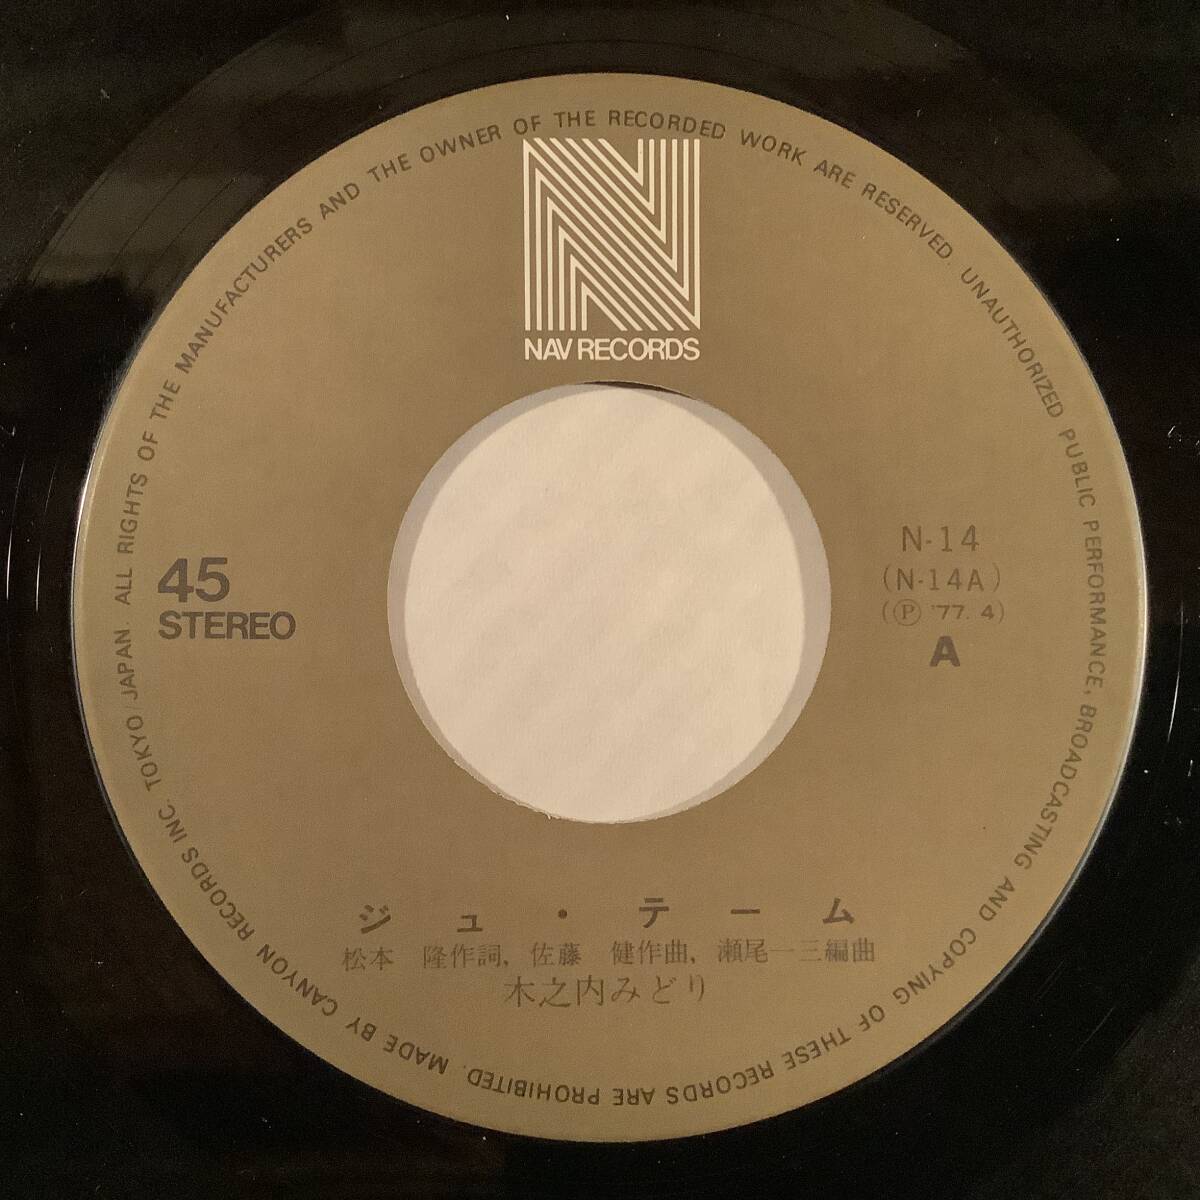 ALL RIGHTS OF THE MANUFACTURERS AND THE OWNER OF THE RECORDED WORK ARE RESERVED. UNAUTHORIZED PUBLIC PERFORMANCE, BROADCASTING AND COPYING OF THESE RECORDS ARE PROHIBITED. MADE BY CANYON RECORDS INC. TOKYO/JAPAN.
N
NAV RECORDS
45
STEREO
N-14
(N-14A)
(Ⓟ '77. 4)
A
ジュ・テーム
松本 隆作詞, 佐藤 健作曲, 瀬尾一三編曲
木之内みどり